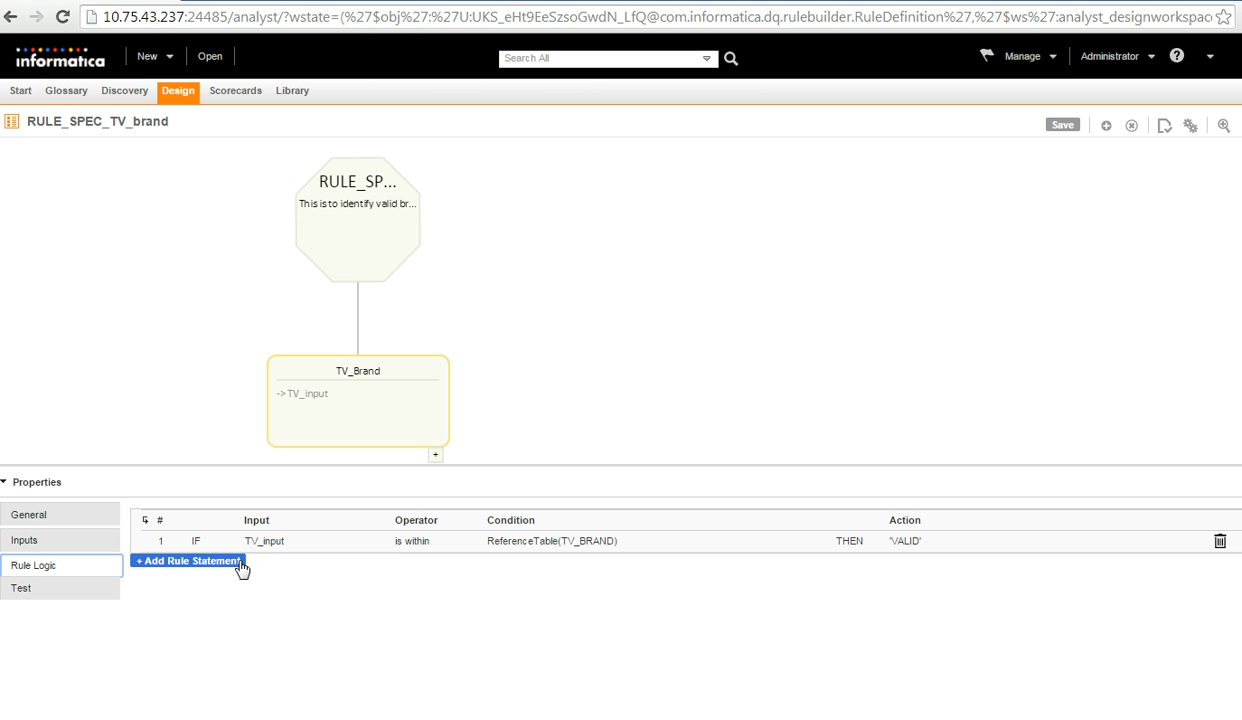 10.75.43.237:24485/analyst/?wstate=(%27$obj%27:%27U:UKS_eHt9EeSzsoGwdN_LfQ@com.informatica.dq.rulebuilder.RuleDefinition%27,%27$ws%27:analyst_designworkspac
informatica New Open Search All Manage Administrator ?
Start Glossary Discovery Design Scorecards Library
RULE_SPEC_TV_brand Save
RULE_SP...
This is to identify valid br...
TV_Brand
->TV_input
+
Properties
General
Inputs
Rule Logic
Test
# Input Operator Condition Action
1 IF TV_input is within ReferenceTable(TV_BRAND) THEN 'VALID'
+ Add Rule Statement